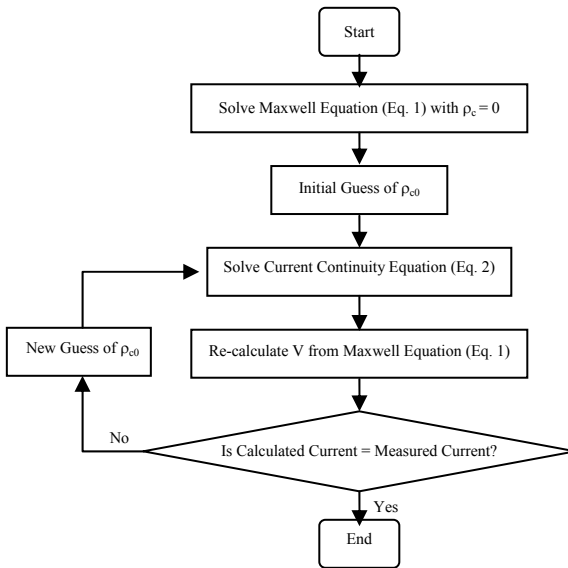 Start
Solve Maxwell Equation (Eq. 1) with ρc = 0
Initial Guess of ρc0
Solve Current Continuity Equation (Eq. 2)
New Guess of ρc0
Re-calculate V from Maxwell Equation (Eq. 1)
No
Is Calculated Current = Measured Current?
Yes
End